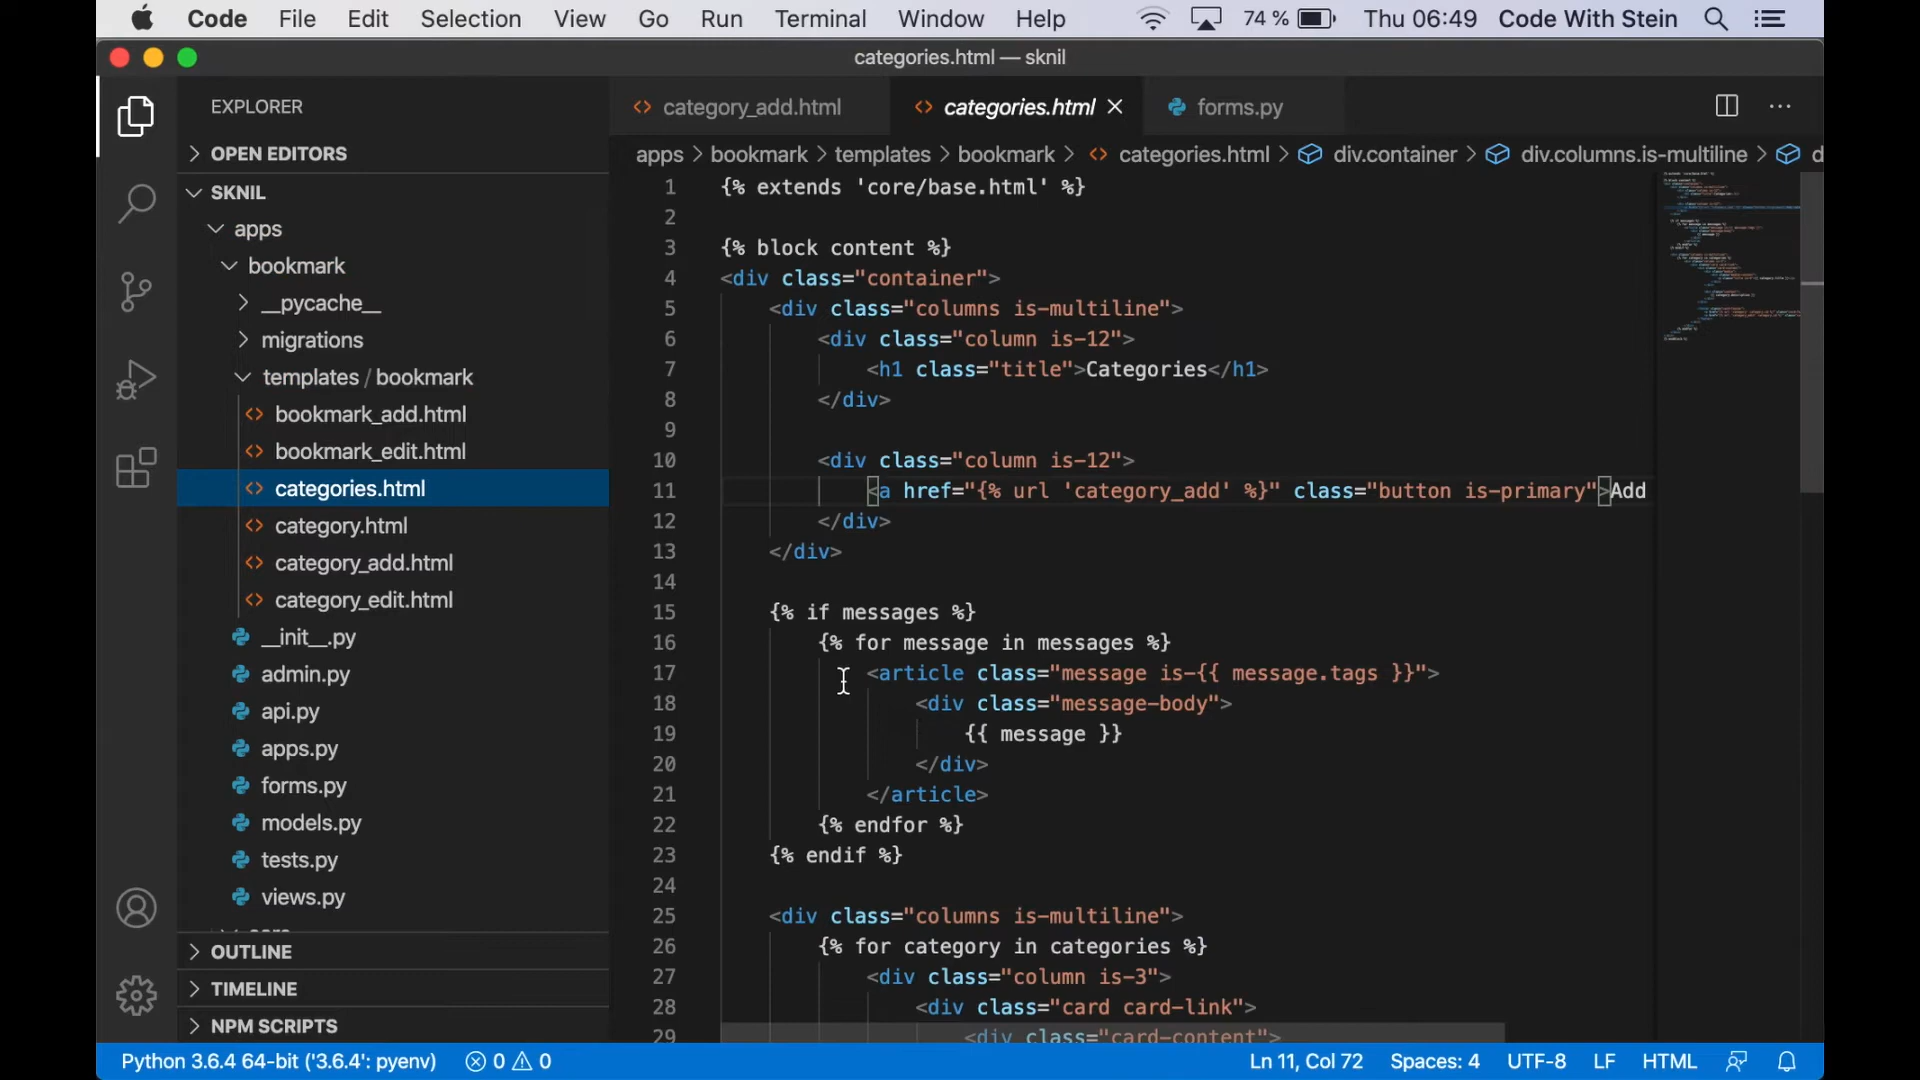 Code File Edit Selection View Go Run Terminal Window Help 74 % Thu 06:49 Code With Stein
categories.html — sknil
EXPLORER
OPEN EDITORS
SKNIL
apps
bookmark
__pycache__
migrations
templates / bookmark
bookmark_add.html
bookmark_edit.html
categories.html
category.html
category_add.html
category_edit.html
__init__.py
admin.py
api.py
apps.py
forms.py
models.py
tests.py
views.py
OUTLINE
TIMELINE
NPM SCRIPTS
category_add.html categories.html forms.py
apps > bookmark > templates > bookmark > categories.html > div.container > div.columns.is-multiline > d
1 {% extends 'core/base.html' %}
2
3 {% block content %}
4 <div class="container">
5 <div class="columns is-multiline">
6 <div class="column is-12">
7 <h1 class="title">Categories</h1>
8 </div>
9
10 <div class="column is-12">
11 <a href="{% url 'category_add' %}" class="button is-primary">Add
12 </div>
13 </div>
14
15 {% if messages %}
16 {% for message in messages %}
17 <article class="message is-{{ message.tags }}">
18 <div class="message-body">
19 {{ message }}
20 </div>
21 </article>
22 {% endfor %}
23 {% endif %}
24
25 <div class="columns is-multiline">
26 {% for category in categories %}
27 <div class="column is-3">
28 <div class="card card-link">
29 <div class="card-content">
Python 3.6.4 64-bit ('3.6.4': pyenv) 0 0 Ln 11, Col 72 Spaces: 4 UTF-8 LF HTML